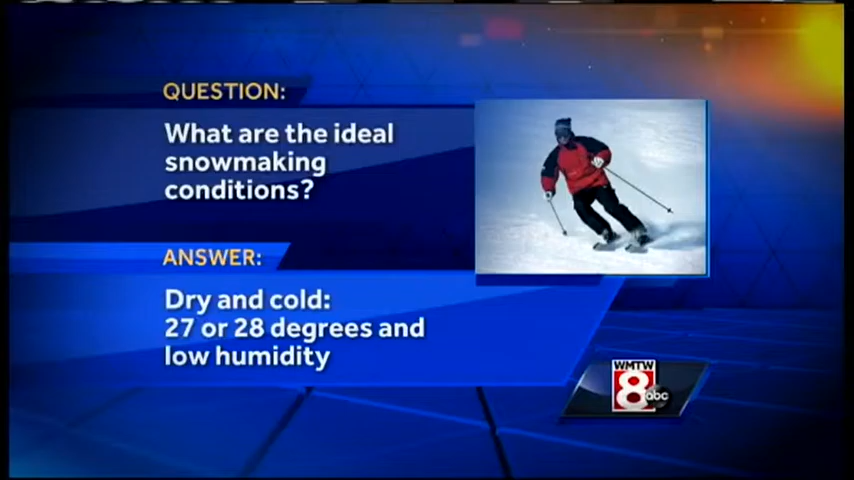 QUESTION:
What are the ideal
snowmaking
conditions?
ANSWER:
Dry and cold:
27 or 28 degrees and
low humidity
WMTW
8
abc